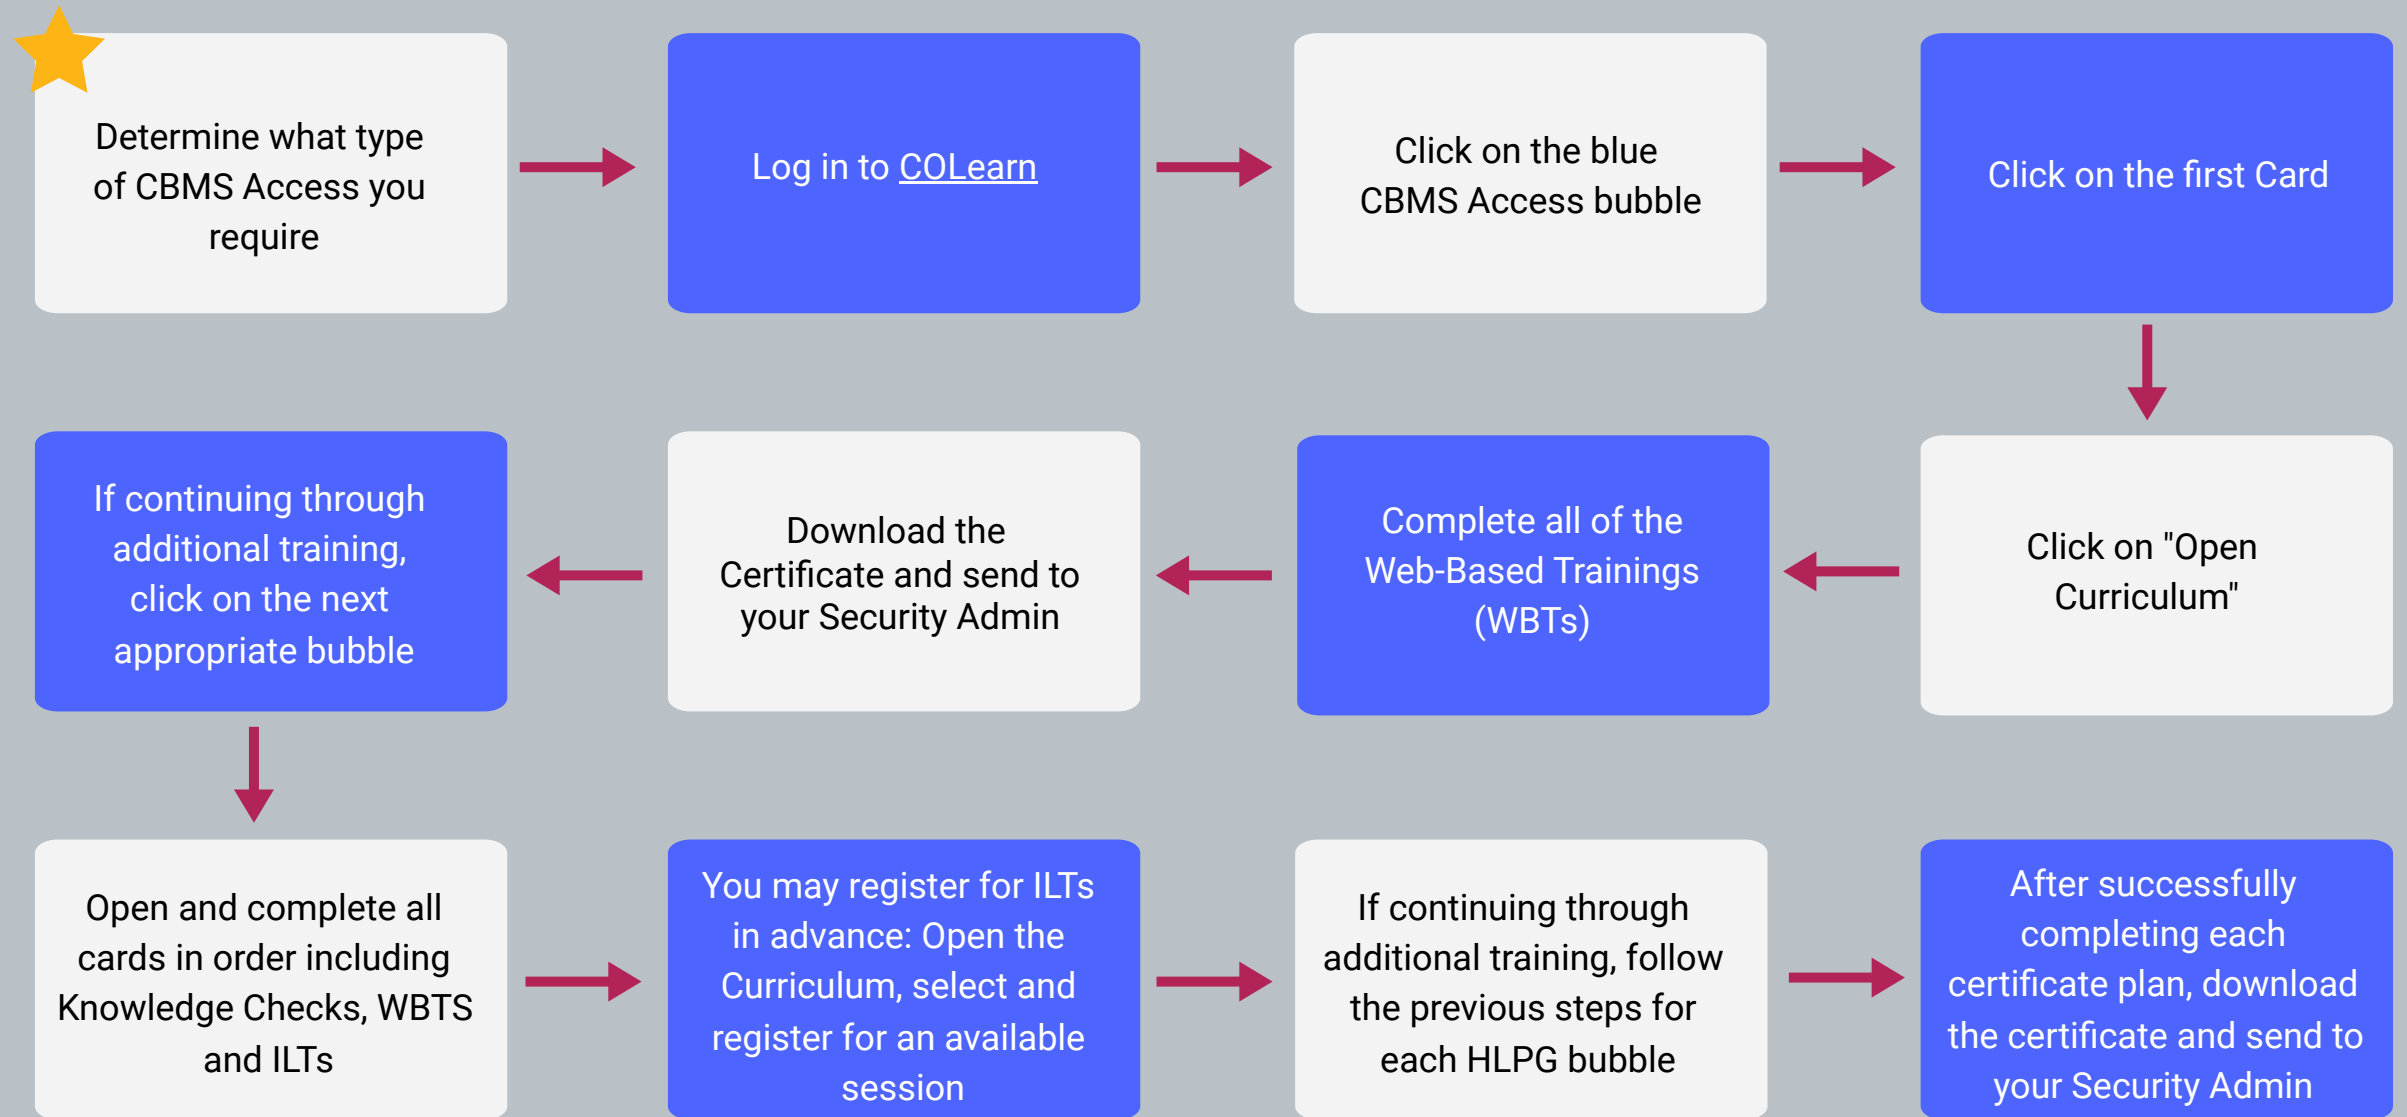 Determine what type
of CBMS Access you
require
Log in to COLearn
Click on the blue
CBMS Access bubble
Click on the first Card
Click on "Open
Curriculum"
Complete all of the
Web-Based Trainings
(WBTs)
Download the
Certificate and send to
your Security Admin
If continuing through
additional training,
click on the next
appropriate bubble
Open and complete all
cards in order including
Knowledge Checks, WBTS
and ILTs
You may register for ILTs
in advance: Open the
Curriculum, select and
register for an available
session
If continuing through
additional training, follow
the previous steps for
each HLPG bubble
After successfully
completing each
certificate plan, download
the certificate and send to
your Security Admin